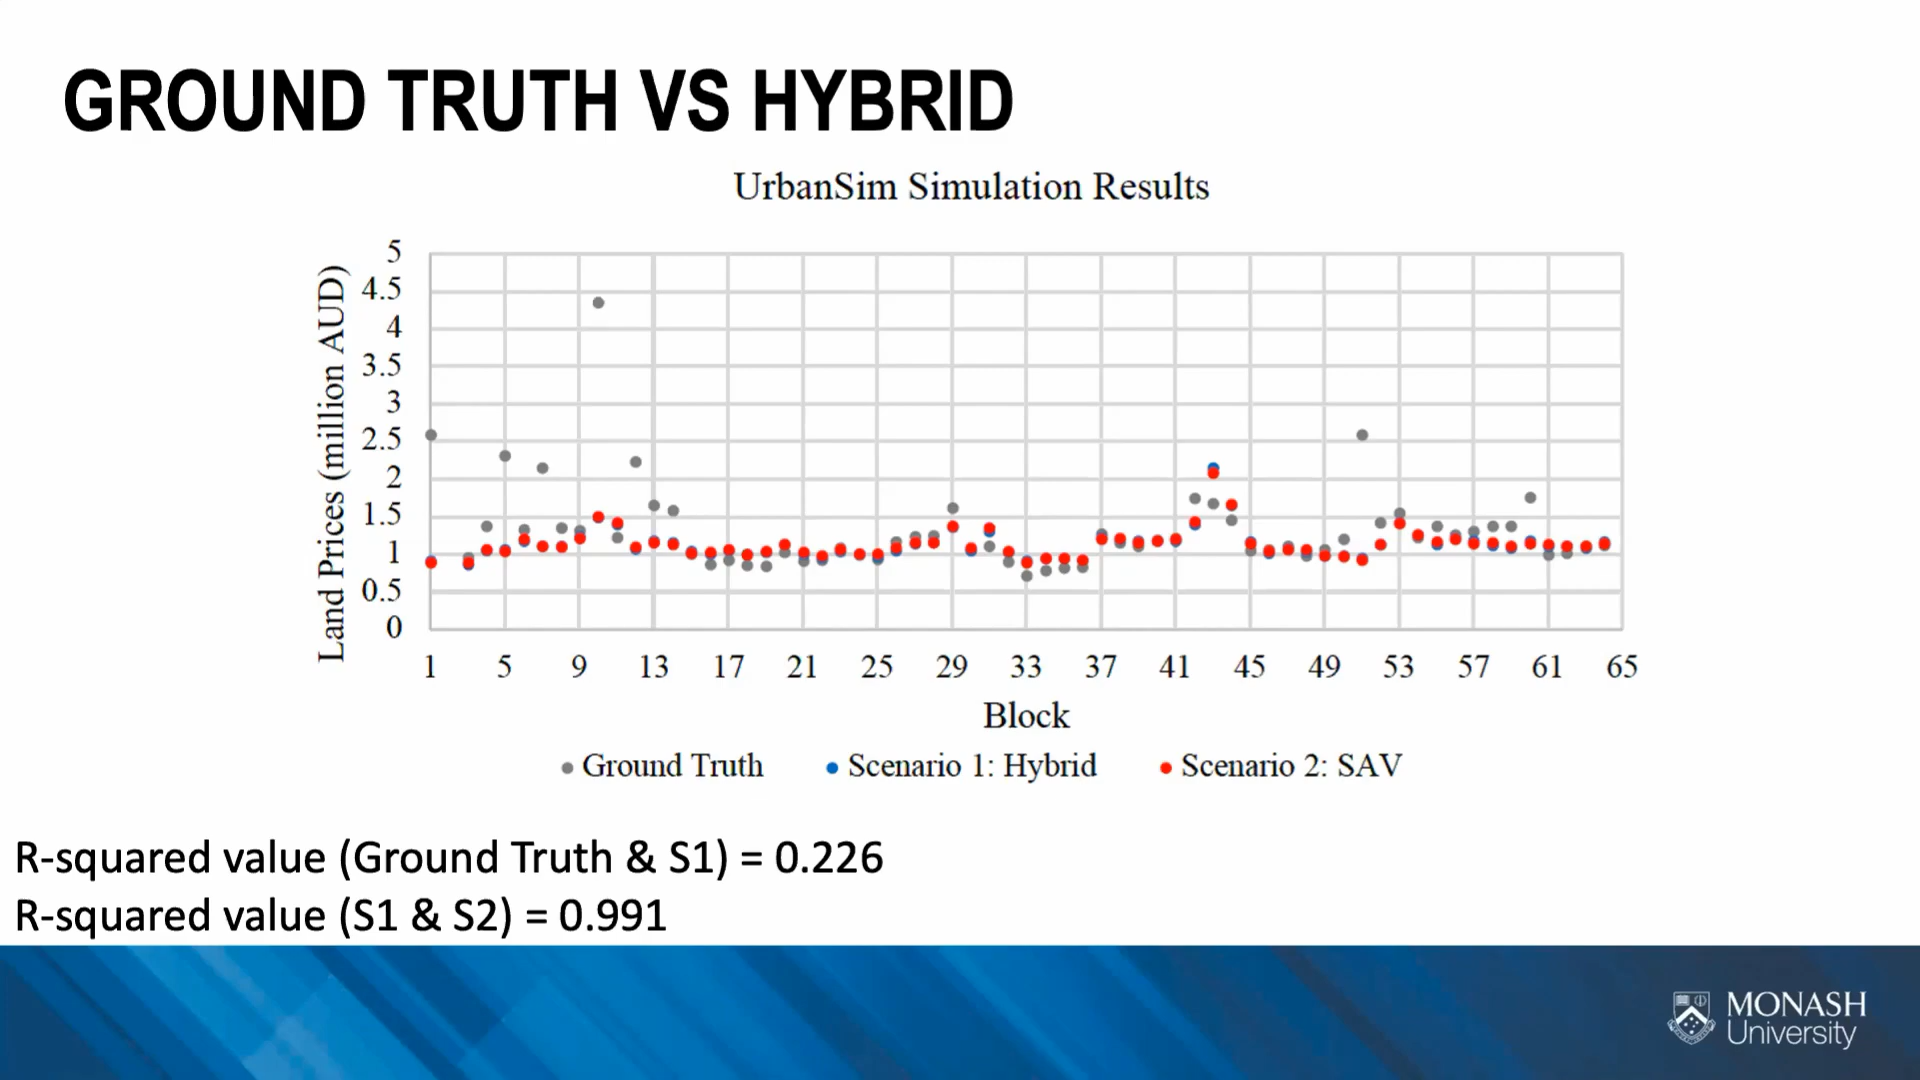 GROUND TRUTH VS HYBRID
UrbanSim Simulation Results
Land Prices (million AUD)
5
4.5
4
3.5
3
2.5
2
1.5
1
0.5
0
1 5 9 13 17 21 25 29 33 37 41 45 49 53 57 61 65
Block
Ground Truth Scenario 1: Hybrid Scenario 2: SAV
R-squared value (Ground Truth & S1) = 0.226
R-squared value (S1 & S2) = 0.991
MONASH
University